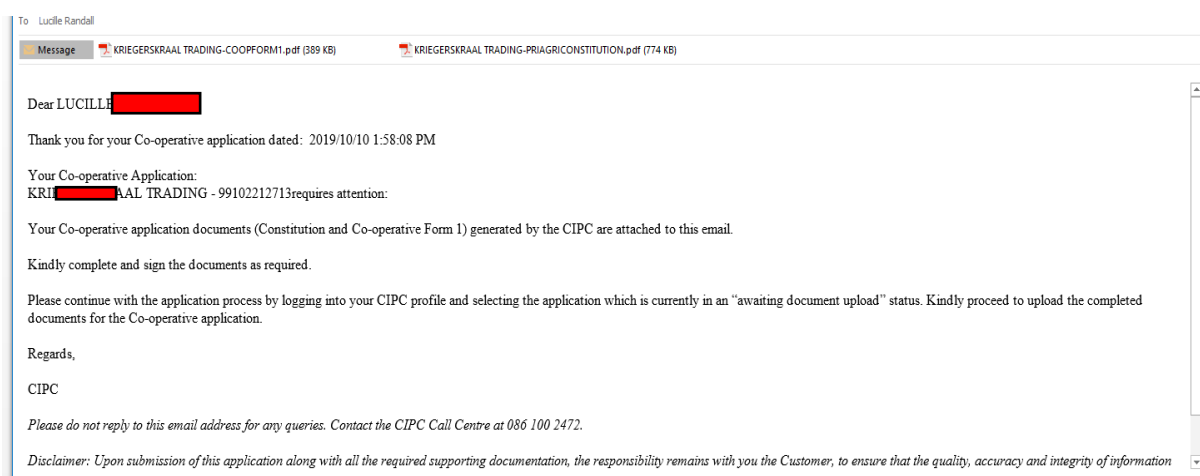 To Lucille Randall
Message KRIEGERSKRAAL TRADING-COOPFORM1.pdf (389 KB) KRIEGERSKRAAL TRADING-PRIAGRICONSTITUTION.pdf (774 KB)
Dear LUCILLE
Thank you for your Co-operative application dated: 2019/10/10 1:58:08 PM
Your Co-operative Application:
KRI AAL TRADING - 99102212713requires attention:
Your Co-operative application documents (Constitution and Co-operative Form 1) generated by the CIPC are attached to this email.
Kindly complete and sign the documents as required.
Please continue with the application process by logging into your CIPC profile and selecting the application which is currently in an “awaiting document upload” status. Kindly proceed to upload the completed
documents for the Co-operative application.
Regards,
CIPC
Please do not reply to this email address for any queries. Contact the CIPC Call Centre at 086 100 2472.
Disclaimer: Upon submission of this application along with all the required supporting documentation, the responsibility remains with you the Customer, to ensure that the quality, accuracy and integrity of information